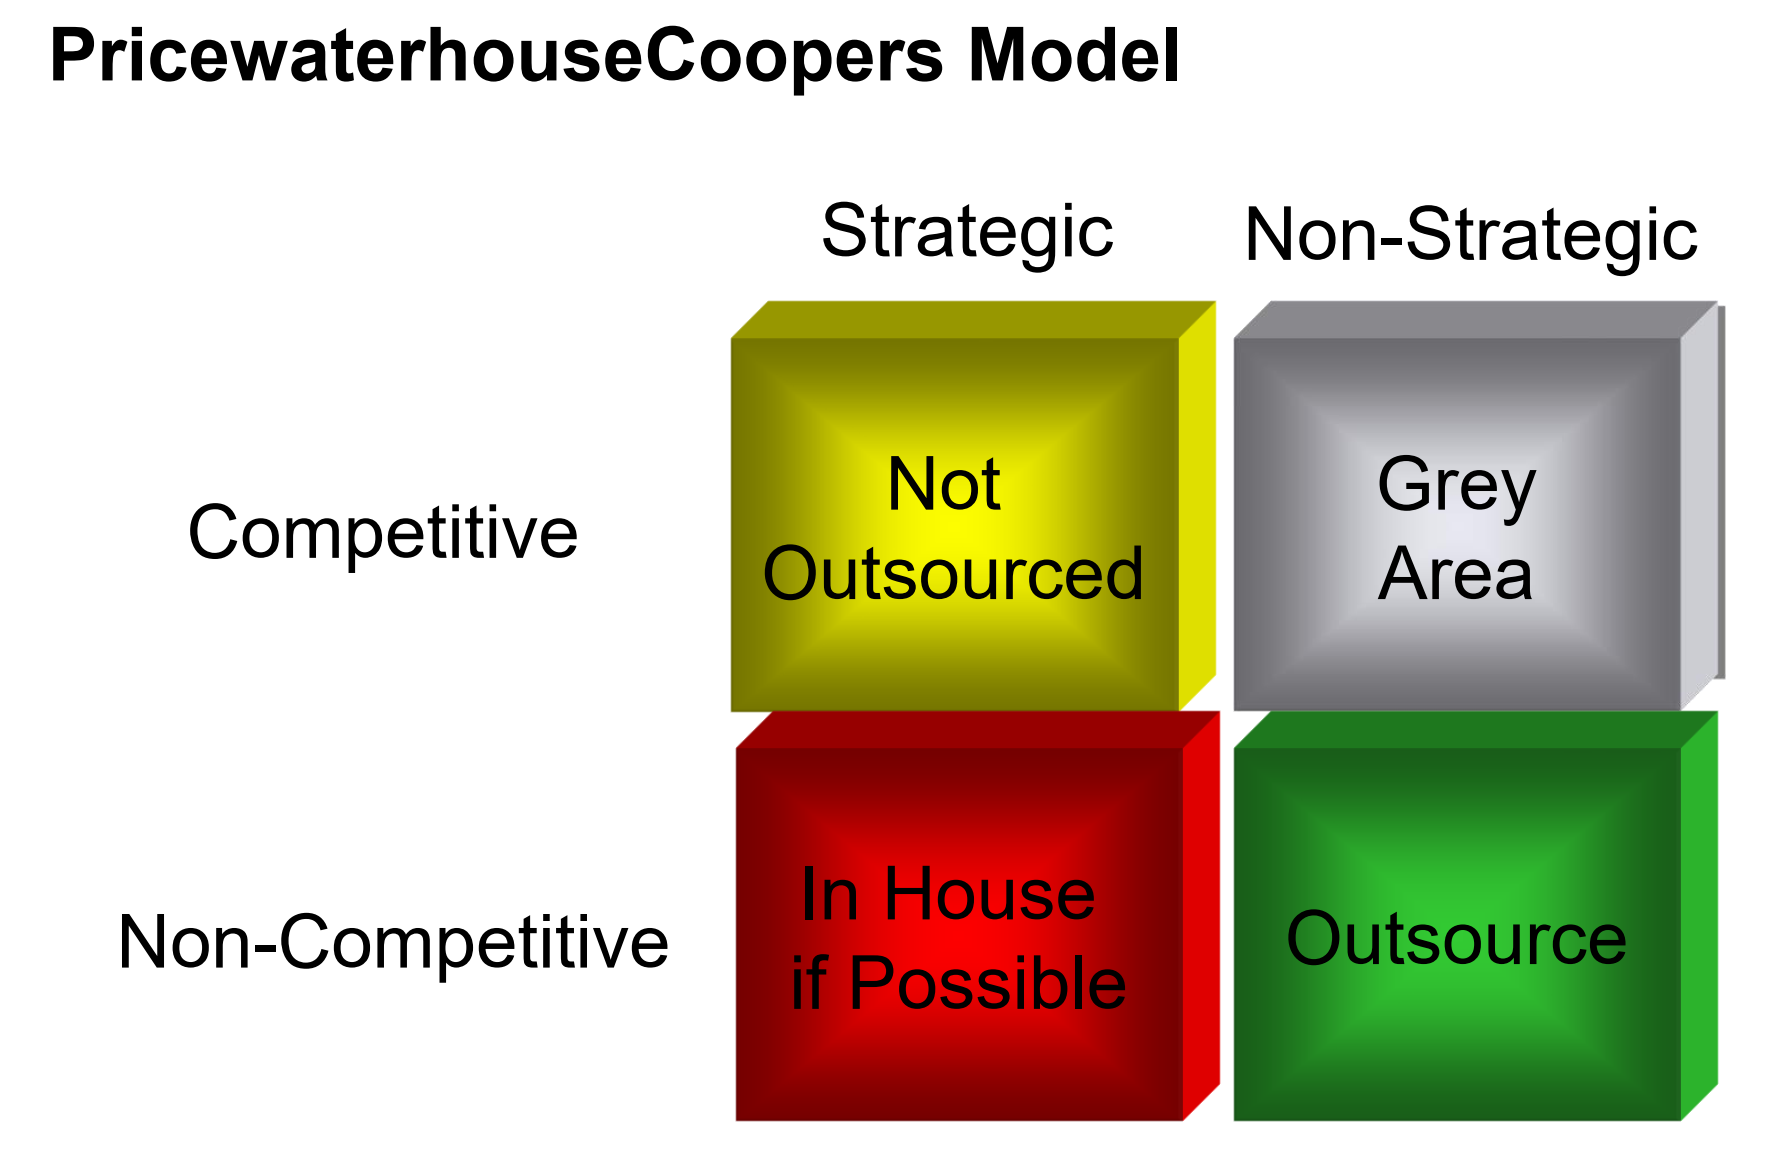 PricewaterhouseCoopers Model
Strategic
Non-Strategic
Competitive
Not
Outsourced
Grey
Area
Non-Competitive
In House
if Possible
Outsource